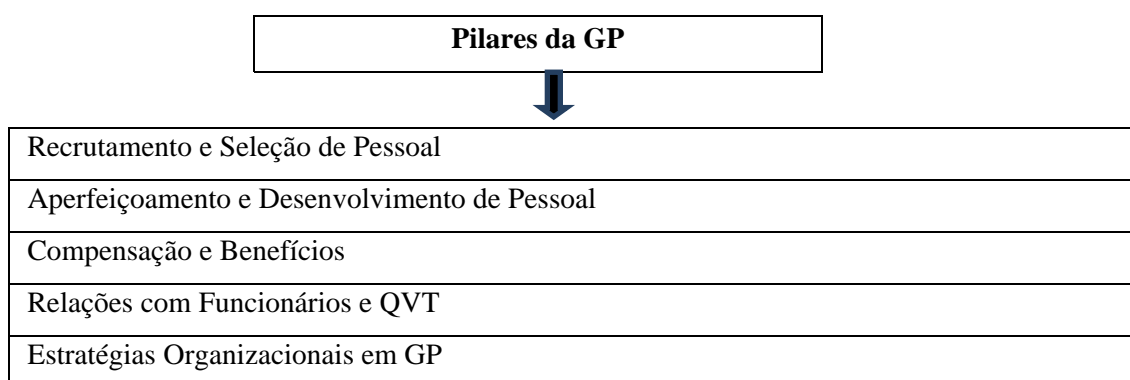 Pilares da GP
Recrutamento e Seleção de Pessoal
Aperfeiçoamento e Desenvolvimento de Pessoal
Compensação e Benefícios
Relações com Funcionários e QVT
Estratégias Organizacionais em GP